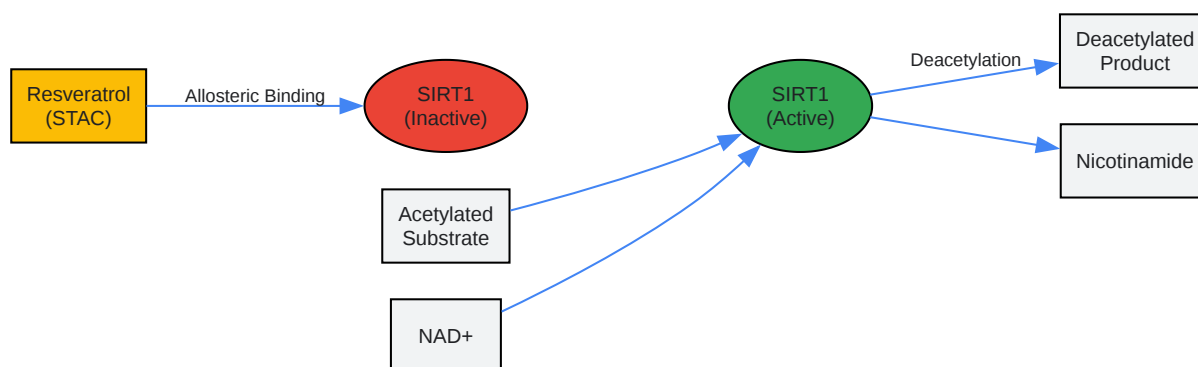 Resveratrol
(STAC)
Allosteric Binding
SIRT1
(Inactive)
Acetylated
Substrate
NAD+
SIRT1
(Active)
Deacetylation
Deacetylated
Product
Nicotinamide